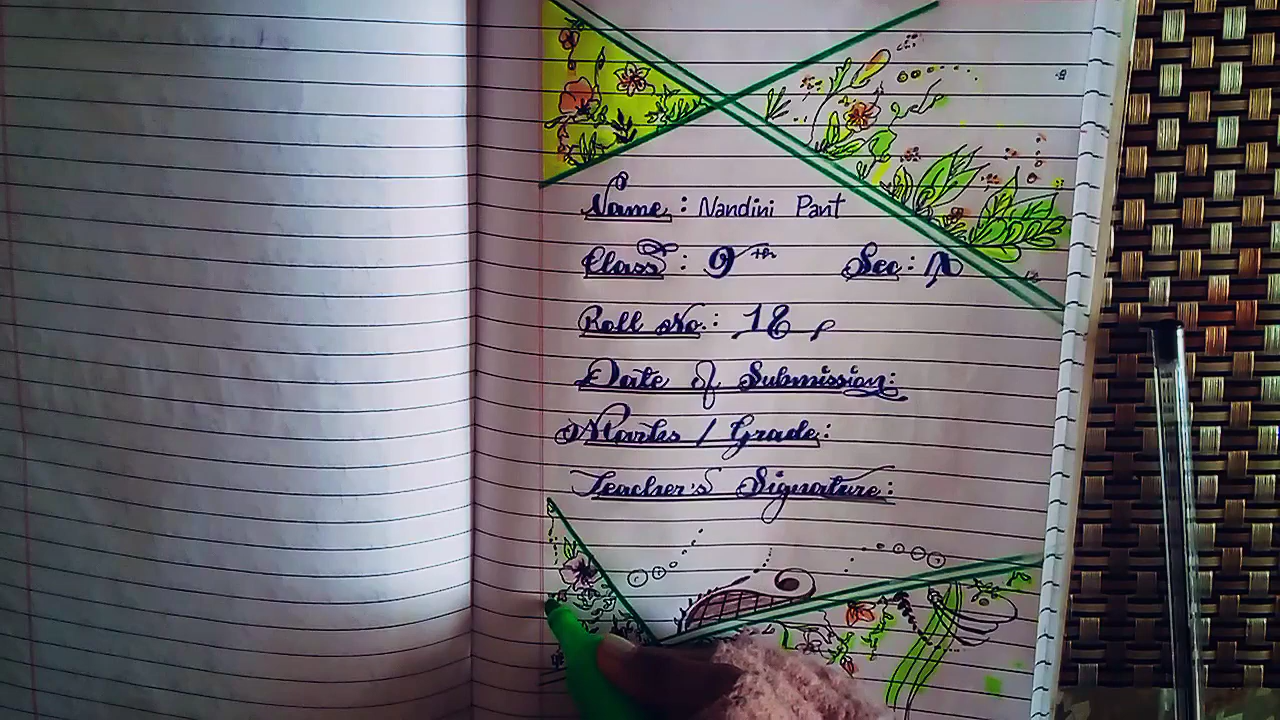 Name : Nandini Pant
Class : 9th Sec : A
Roll No. : 18
Date of Submission:
Marks / Grade:
Teacher's Signature: